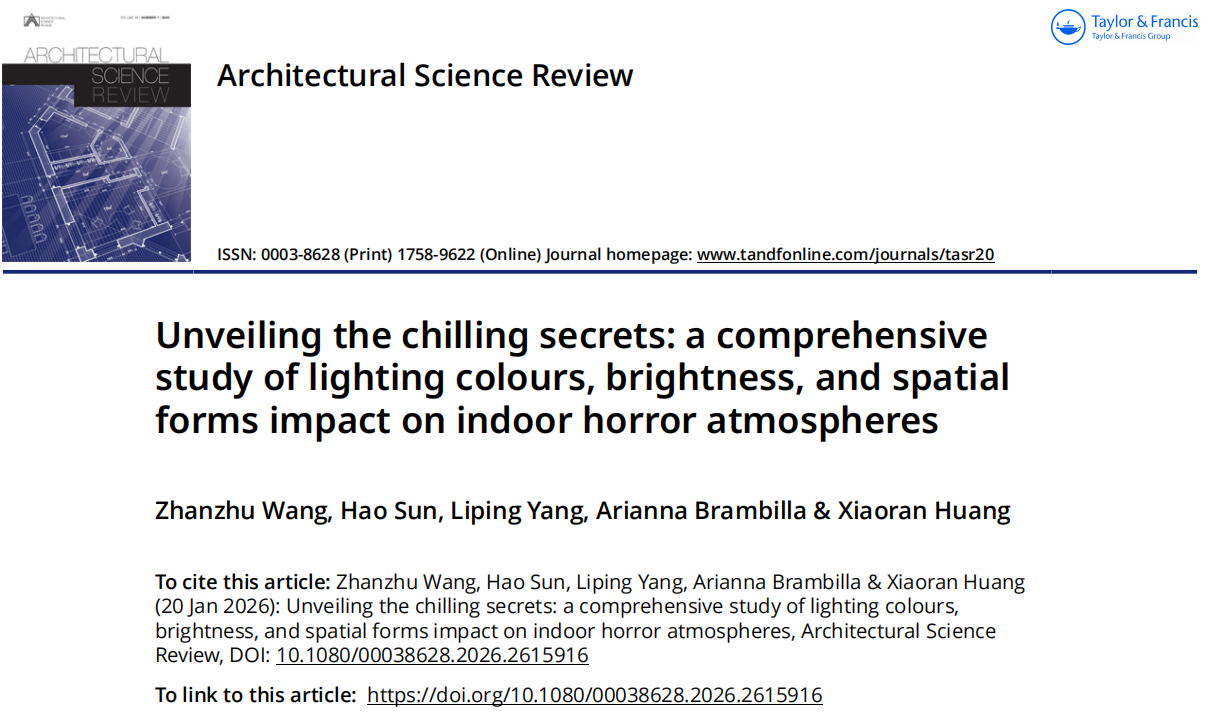 Taylor & Francis
Taylor & Francis Group
ARCHITECTURAL
SCIENCE
REVIEW
Architectural Science Review
ISSN: 0003-8628 (Print) 1758-9622 (Online) Journal homepage: www.tandfonline.com/journals/tasr20
Unveiling the chilling secrets: a comprehensive
study of lighting colours, brightness, and spatial
forms impact on indoor horror atmospheres
Zhanzhu Wang, Hao Sun, Liping Yang, Arianna Brambilla & Xiaoran Huang
To cite this article: Zhanzhu Wang, Hao Sun, Liping Yang, Arianna Brambilla & Xiaoran Huang
(20 Jan 2026): Unveiling the chilling secrets: a comprehensive study of lighting colours,
brightness, and spatial forms impact on indoor horror atmospheres, Architectural Science
Review, DOI: 10.1080/00038628.2026.2615916
To link to this article: https://doi.org/10.1080/00038628.2026.2615916